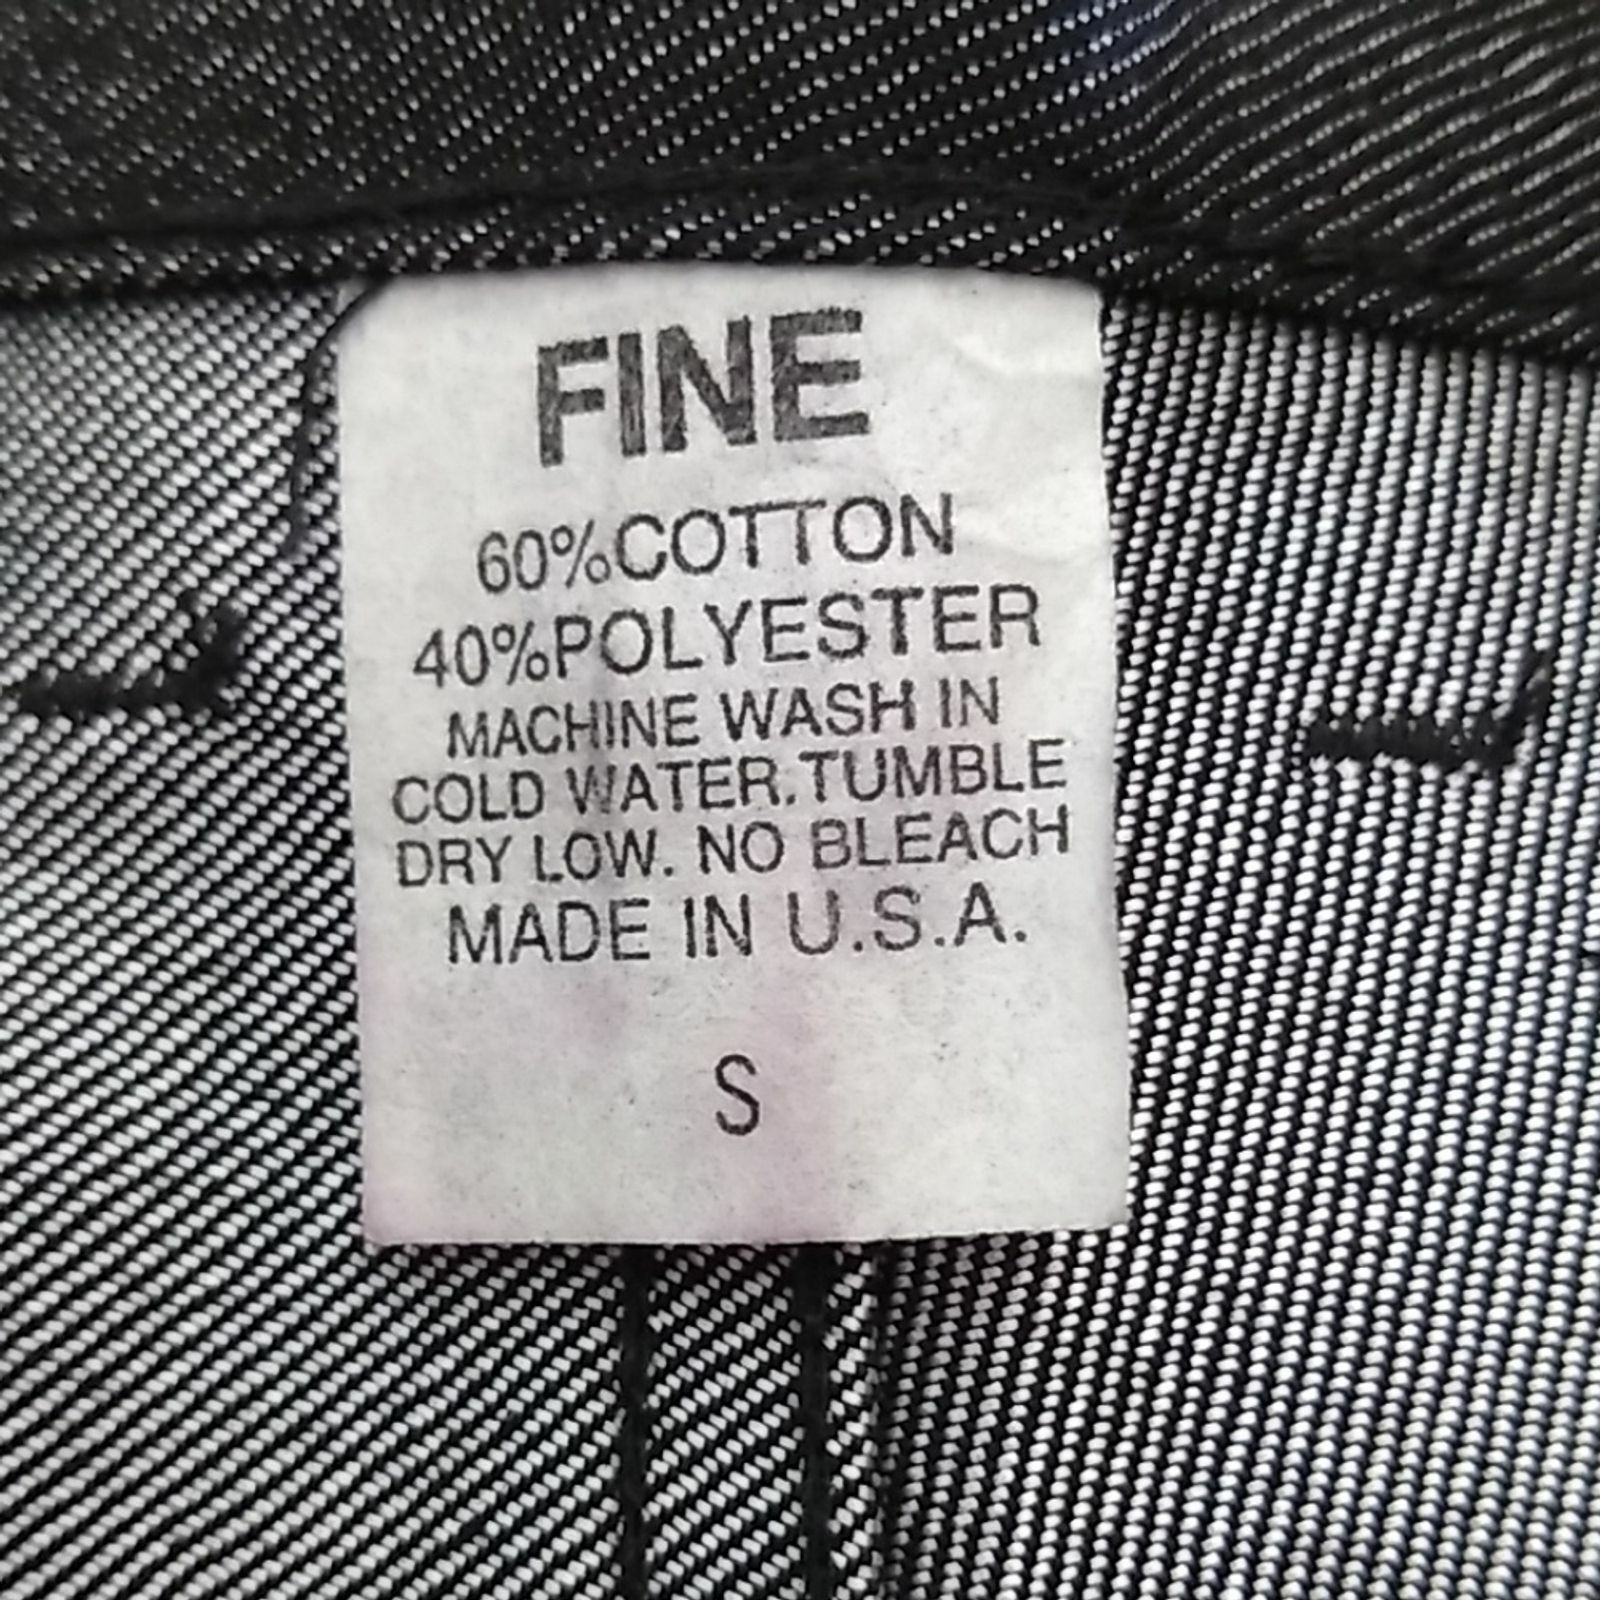 FINE
60%COTTON
40%POLYESTER
MACHINE WASH IN
COLD WATER.TUMBLE
DRY LOW. NO BLEACH
MADE IN U.S.A.
S